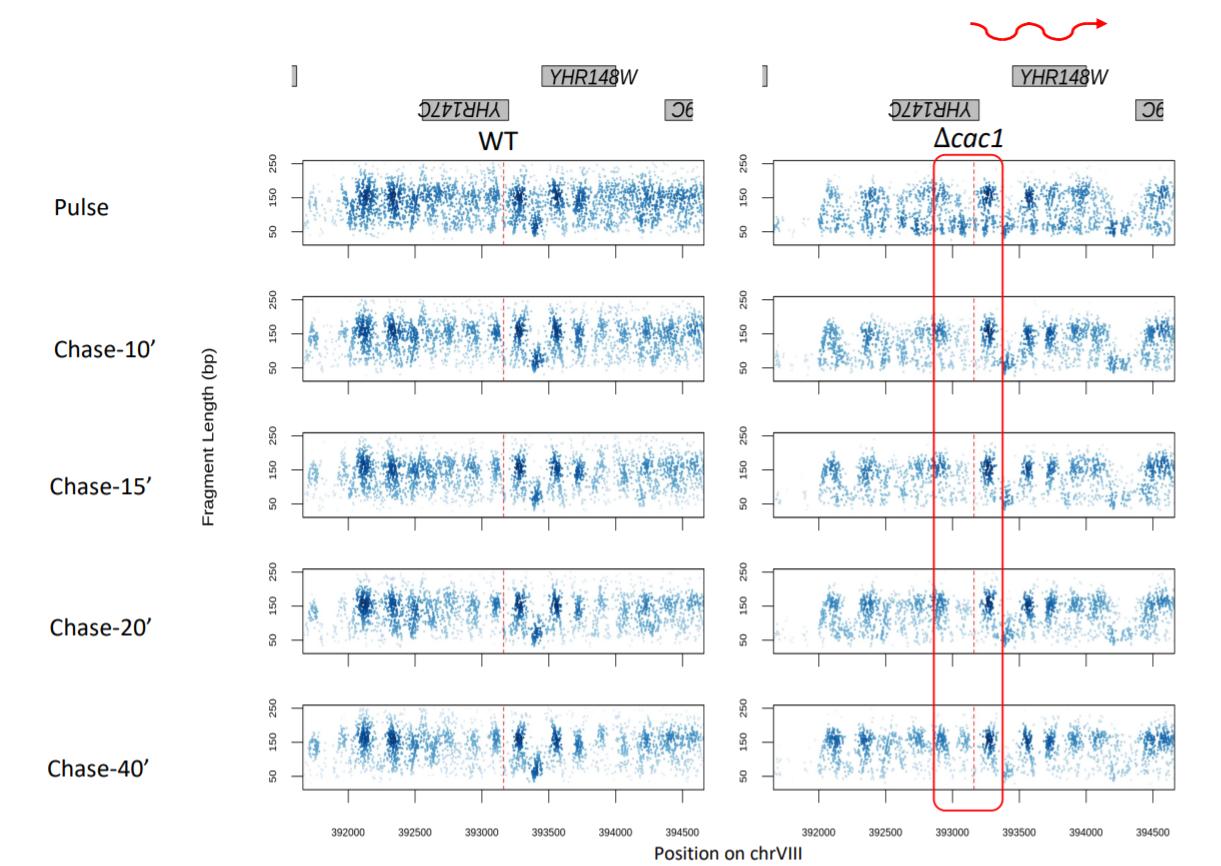 YHR148W YHR148W
YHR147C 9C YHR147C 9C
WT Δcac1
Pulse
250 150 50 250 150 50
Chase-10’
250 150 50 250 150 50
Chase-15’
250 150 50 250 150 50
Chase-20’
250 150 50 250 150 50
Chase-40’
250 150 50 250 150 50
Fragment Length (bp)
392000 392500 393000 393500 394000 394500 392000 392500 393000 393500 394000 394500
Position on chrVIII